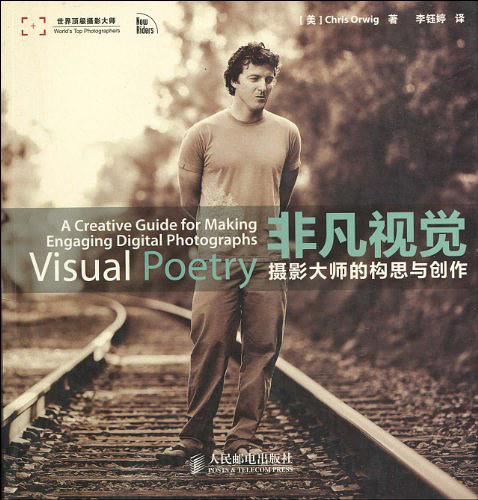 世界顶级摄影大师
World's Top Photographers
New Riders
[美] Chris Orwig 著 李钰婷 译
A Creative Guide for Making
Engaging Digital Photographs
Visual Poetry
非凡视觉
摄影大师的构思与创作
人民邮电出版社
POSTS & TELECOM PRESS